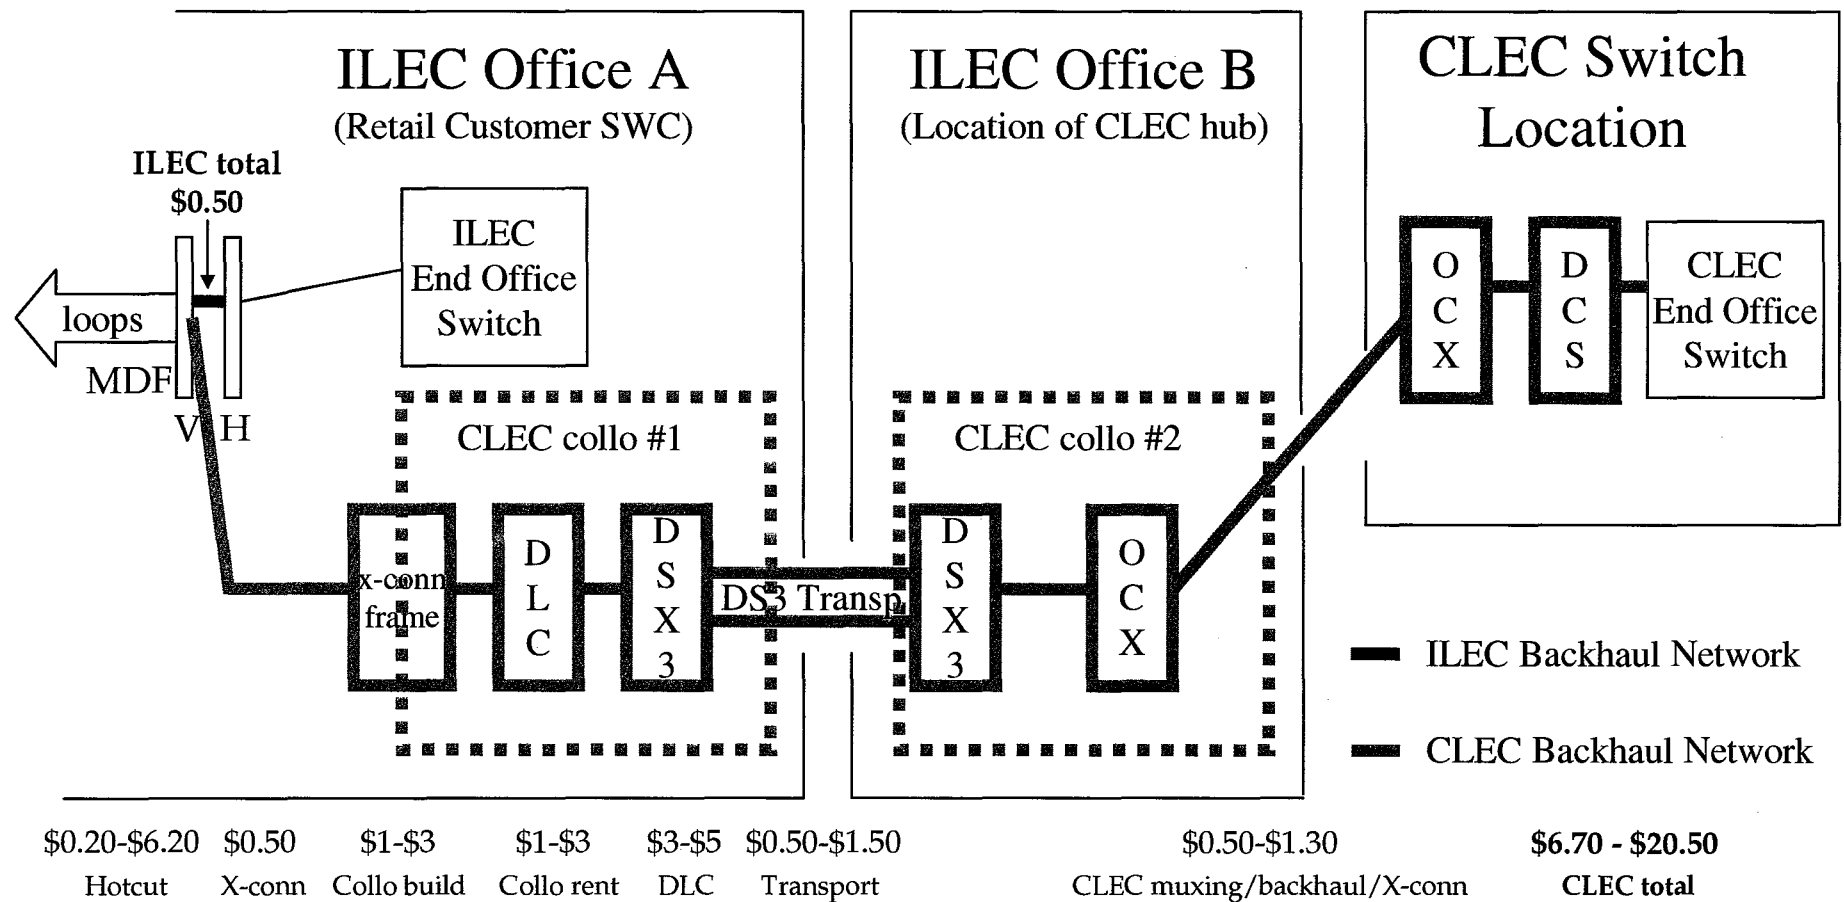 ILEC Office A
(Retail Customer SWC)
ILEC total
$0.50
ILEC
End Office
Switch
loops
MDF
V H
CLEC collo #1
x-conn
frame
D
L
C
D
S
X
3
DS3 Transp
ILEC Office B
(Location of CLEC hub)
CLEC collo #2
D
S
X
3
O
C
X
CLEC Switch
Location
O
C
X
D
C
S
CLEC
End Office
Switch
ILEC Backhaul Network
CLEC Backhaul Network
$0.20-$6.20 $0.50 $1-$3 $1-$3 $3-$5 $0.50-$1.50 $0.50-$1.30 $6.70 - $20.50
Hotcut X-conn Collo build Collo rent DLC Transport CLEC muxing/backhaul/X-conn CLEC total